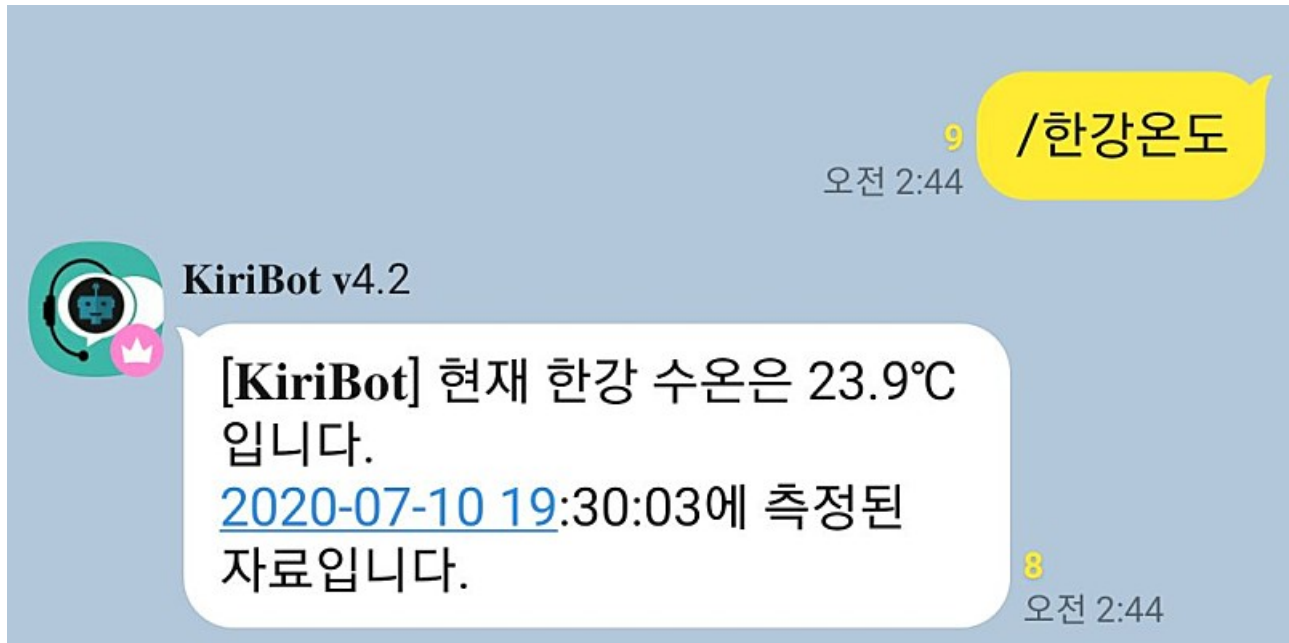 /한강온도
9
오전 2:44
KiriBot v4.2
[KiriBot] 현재 한강 수온은 23.9℃
입니다.
2020-07-10 19:30:03에 측정된
자료입니다.
8
오전 2:44